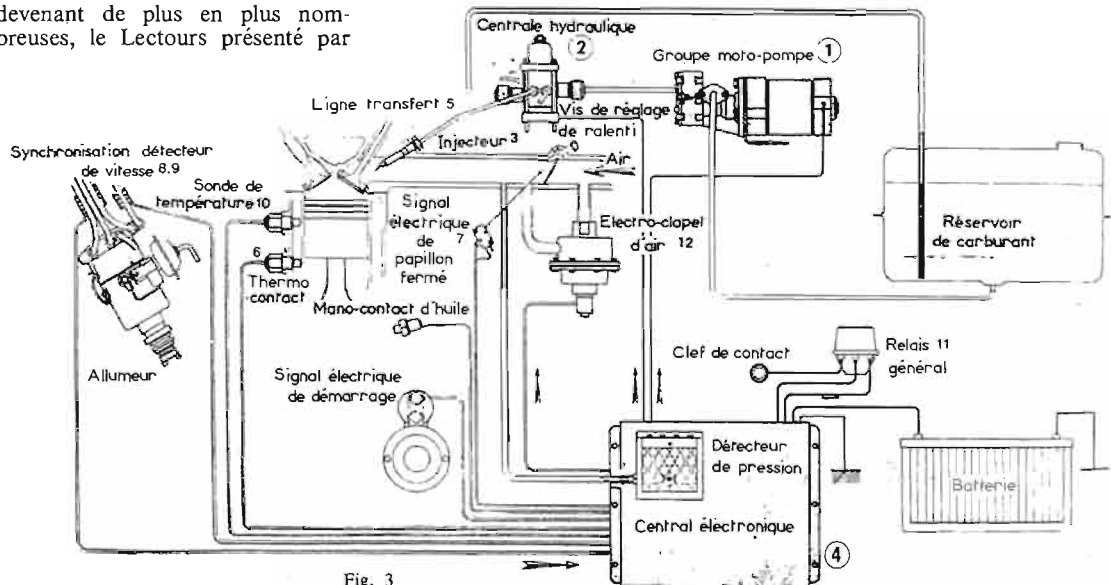 devenant de plus en plus nom-
breuses, le Lectours présenté par
Centrale hydraulique
2
Groupe moto-pompe 1
Ligne transfert 5
Vis de réglage
de ralenti
Injecteur 3
Air
Synchronisation détecteur
de vitesse 8.9
Sonde de
température 10
Signal
électrique
de 7
papillon
fermé
Electro-clapet
d'air 12
Réservoir
de carburant
6
Thermo
contact
Mano-contact d'huile
Allumeur
Signal électrique
de démarrage
Clef de contact
Relais 11
général
Détecteur
de pression
Batterie
Central électronique
4
Fig. 3